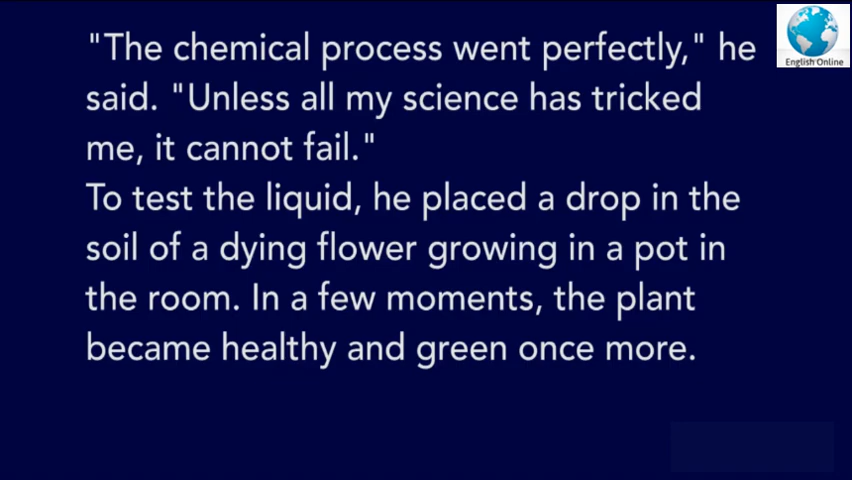 "The chemical process went perfectly," he
said. "Unless all my science has tricked
me, it cannot fail."
To test the liquid, he placed a drop in the
soil of a dying flower growing in a pot in
the room. In a few moments, the plant
became healthy and green once more.
English Online